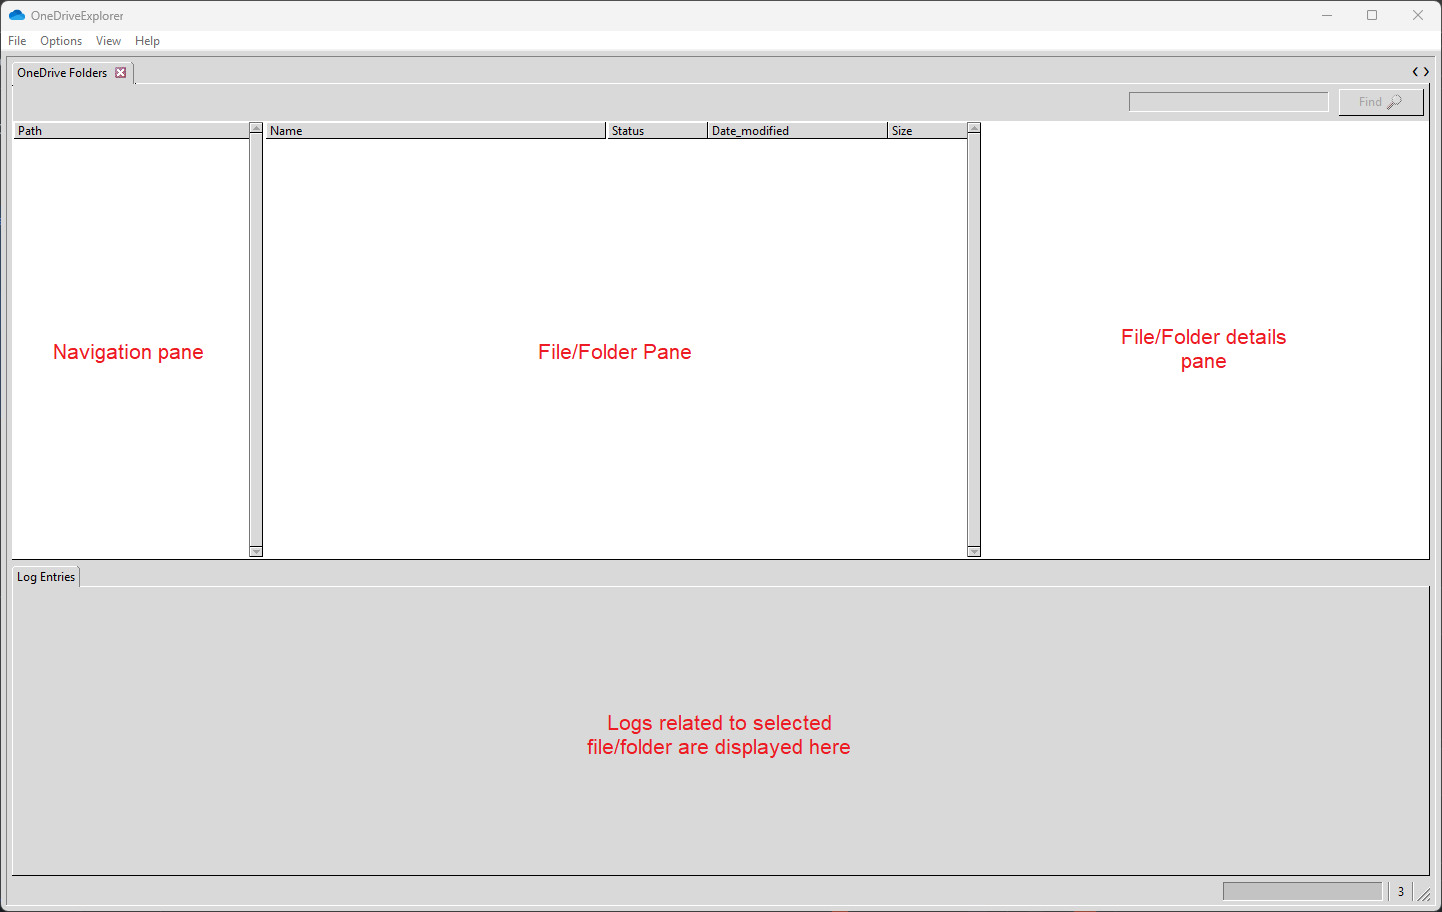 OneDriveExplorer
File Options View Help
OneDrive Folders
Find
Path Name Status Date_modified Size
Navigation pane
File/Folder Pane
File/Folder details
pane
Log Entries
Logs related to selected
file/folder are displayed here
3